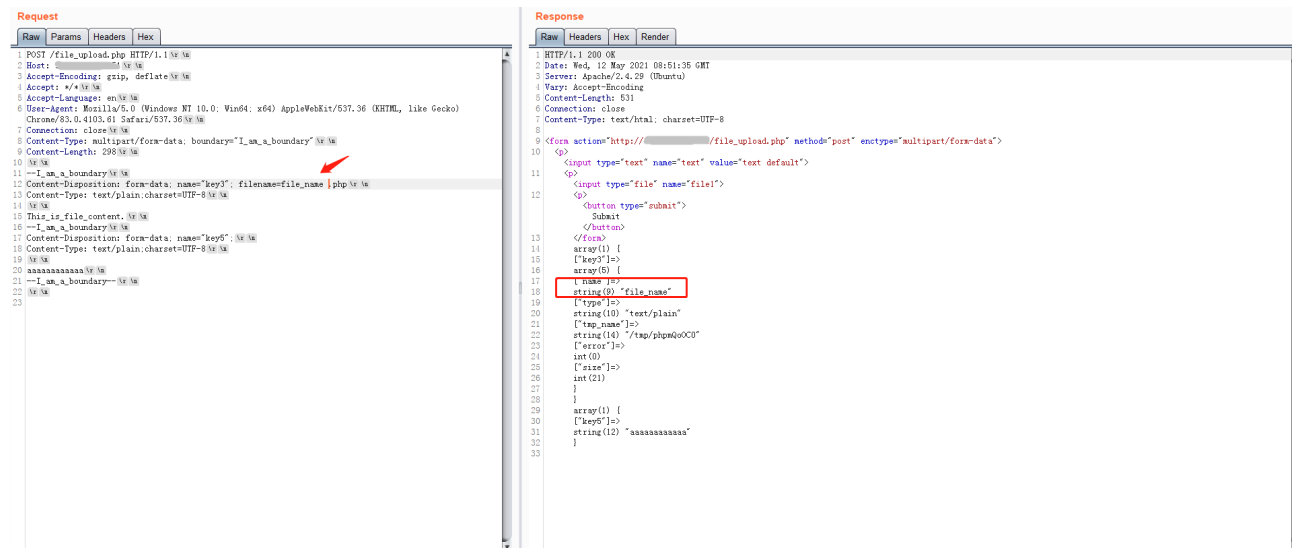 Request
Raw Params Headers Hex
1 POST /file_upload.php HTTP/1.1 \r \n
2 Host: \r \n
3 Accept-Encoding: gzip, deflate \r \n
4 Accept: */* \r \n
5 Accept-Language: en \r \n
6 User-Agent: Mozilla/5.0 (Windows NT 10.0; Win64; x64) AppleWebKit/537.36 (KHTML, like Gecko)
Chrome/83.0.4103.61 Safari/537.36 \r \n
7 Connection: close \r \n
8 Content-Type: multipart/form-data; boundary="I_am_a_boundary" \r \n
9 Content-Length: 298 \r \n
10 \r \n
11 --I_am_a_boundary \r \n
12 Content-Disposition: form-data; name="key3"; filename=file_name .php \r \n
13 Content-Type: text/plain;charset=UTF-8 \r \n
14 \r \n
15 This_is_file_content. \r \n
16 --I_am_a_boundary \r \n
17 Content-Disposition: form-data; name="key5"; \r \n
18 Content-Type: text/plain;charset=UTF-8 \r \n
19 \r \n
20 aaaaaaaaaaaa \r \n
21 --I_am_a_boundary-- \r \n
22 \r \n
23
Response
Raw Headers Hex Render
1 HTTP/1.1 200 OK
2 Date: Wed, 12 May 2021 08:51:35 GMT
3 Server: Apache/2.4.29 (Ubuntu)
4 Vary: Accept-Encoding
5 Content-Length: 531
6 Connection: close
7 Content-Type: text/html; charset=UTF-8
8
9 <form action="http:// /file_upload.php" method="post" enctype="multipart/form-data">
10 <p>
<input type="text" name="text" value="text default">
11 <p>
<input type="file" name="file1">
12 <p>
<button type="submit">
Submit
</button>
13 </form>
14 array(1) {
15 ["key3"]=>
16 array(5) {
17 ["name"]=>
18 string(9) "file_name"
19 ["type"]=>
20 string(10) "text/plain"
21 ["tmp_name"]=>
22 string(14) "/tmp/phpmQoOC0"
23 ["error"]=>
24 int(0)
25 ["size"]=>
26 int(21)
27 }
28 }
29 array(1) {
30 ["key5"]=>
31 string(12) "aaaaaaaaaaaa"
32 }
33